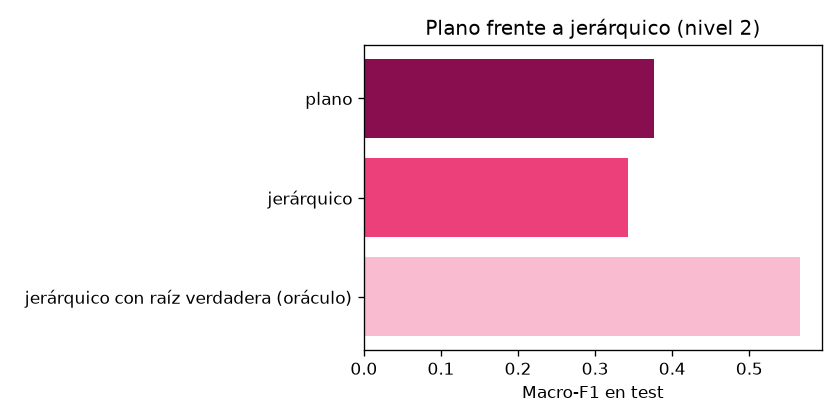 Plano frente a jerárquico (nivel 2)
plano
jerárquico
jerárquico con raíz verdadera (oráculo)
0.0 0.1 0.2 0.3 0.4 0.5
Macro-F1 en test